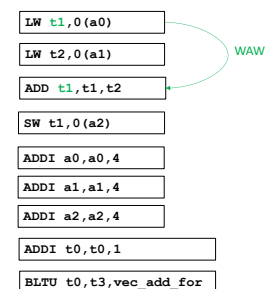 LW t1,0(a0)
WAW
LW t2,0(a1)
ADD t1,t1,t2
SW t1,0(a2)
ADDI a0,a0,4
ADDI a1,a1,4
ADDI a2,a2,4
ADDI t0,t0,1
BLTU t0,t3,vec_add_for